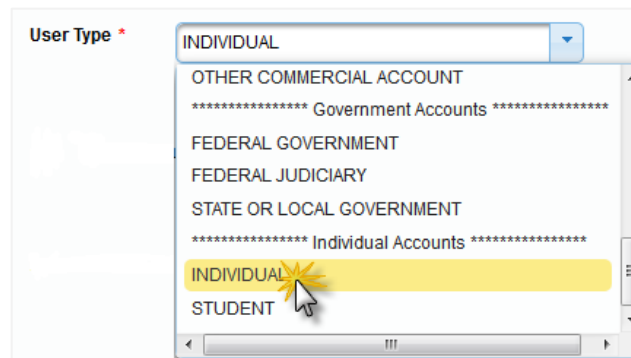 User Type *
INDIVIDUAL
OTHER COMMERCIAL ACCOUNT
**************** Government Accounts ****************
FEDERAL GOVERNMENT
FEDERAL JUDICIARY
STATE OR LOCAL GOVERNMENT
**************** Individual Accounts ****************
INDIVIDUAL
STUDENT